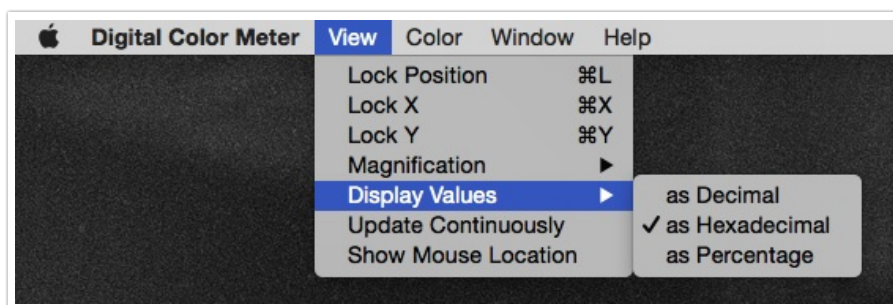 Digital Color Meter View Color Window Help
Lock Position ⌘L
Lock X ⌘X
Lock Y ⌘Y
Magnification ▶
Display Values ▶
as Decimal
Update Continuously
✓ as Hexadecimal
Show Mouse Location
as Percentage